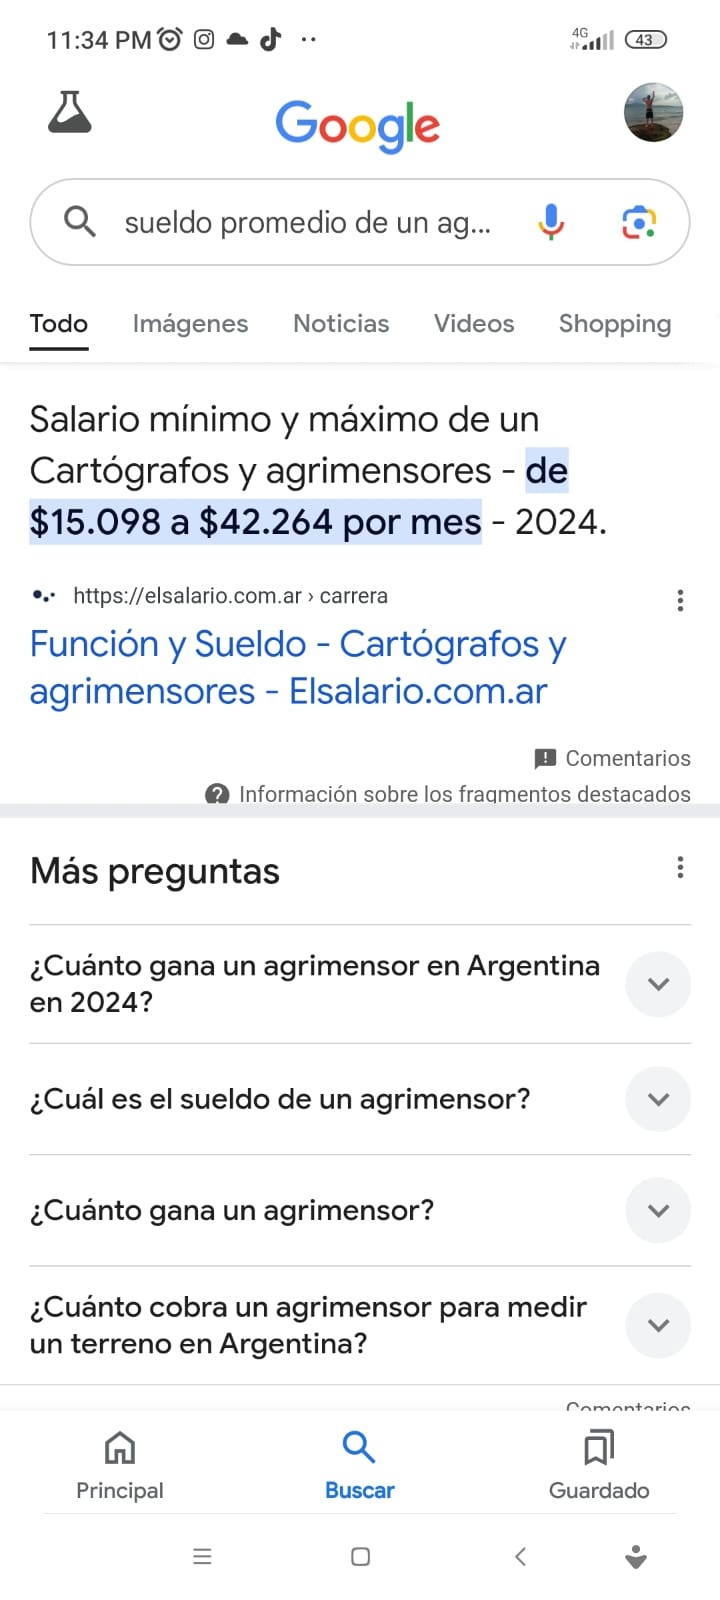 11:34 PM
4G
43
Google
sueldo promedio de un ag...
Todo Imágenes Noticias Videos Shopping
Salario mínimo y máximo de un
Cartógrafos y agrimensores - de
$15.098 a $42.264 por mes - 2024.
https://elsalario.com.ar › carrera
Función y Sueldo - Cartógrafos y
agrimensores - Elsalario.com.ar
Comentarios
Información sobre los fragmentos destacados
Más preguntas
¿Cuánto gana un agrimensor en Argentina
en 2024?
¿Cuál es el sueldo de un agrimensor?
¿Cuánto gana un agrimensor?
¿Cuánto cobra un agrimensor para medir
un terreno en Argentina?
Comentarios
Principal Buscar Guardado